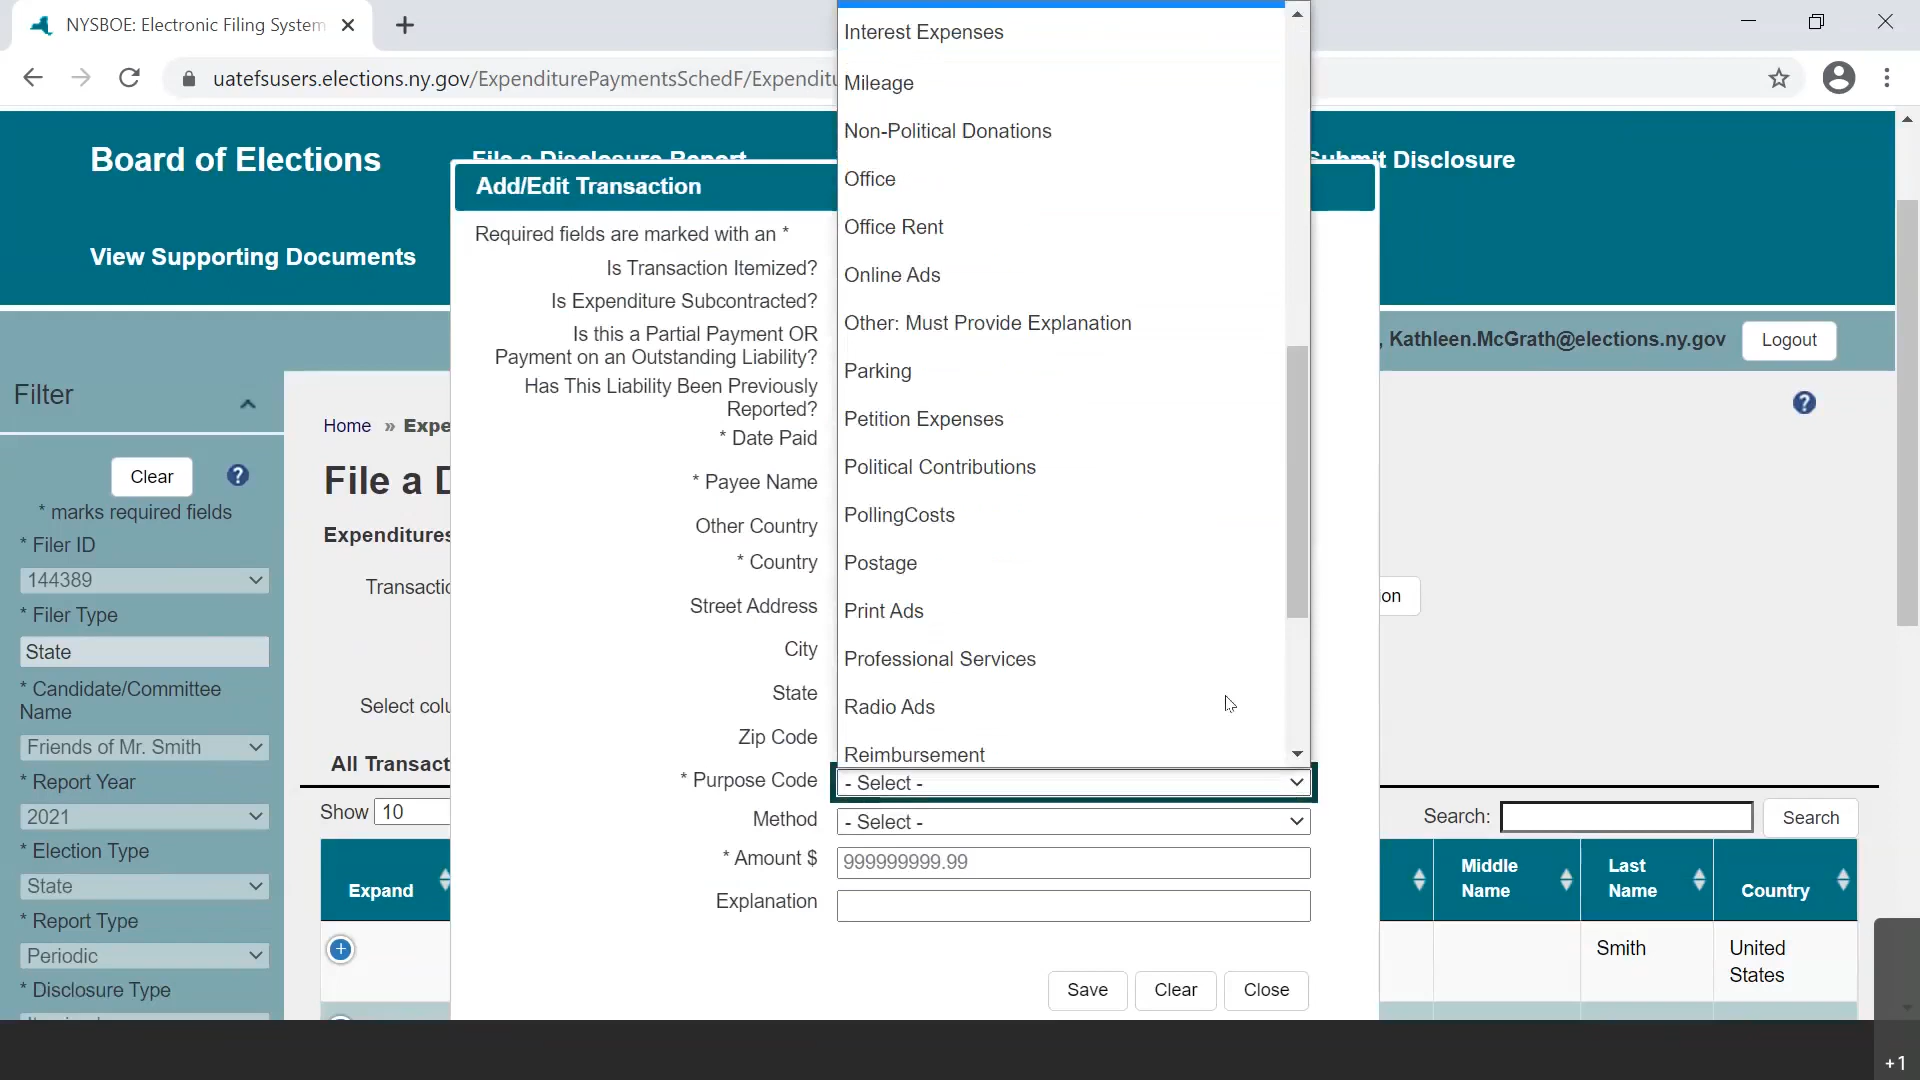 NYSBOE: Electronic Filing System
uatefsusers.elections.ny.gov/ExpenditurePaymentsSchedF/Expenditu
Board of Elections
File a Disclosure Report
Submit Disclosure
View Supporting Documents
, Kathleen.McGrath@elections.ny.gov
Logout
Filter
Clear
?
* marks required fields
* Filer ID
144389
* Filer Type
State
* Candidate/Committee
Name
Friends of Mr. Smith
* Report Year
2021
* Election Type
State
* Report Type
Periodic
* Disclosure Type
Home » Expe
?
File a D
Expenditures
Transactio
on
Select colu
All Transact
Show 10
Search:
Search
Expand
Middle
Name
Last
Name
Country
Smith
United
States
Add/Edit Transaction
Required fields are marked with an *
Is Transaction Itemized?
Is Expenditure Subcontracted?
Is this a Partial Payment OR
Payment on an Outstanding Liability?
Has This Liability Been Previously
Reported?
* Date Paid
* Payee Name
Other Country
* Country
Street Address
City
State
Zip Code
* Purpose Code
- Select -
Method
- Select -
* Amount $
999999999.99
Explanation
Save
Clear
Close
Interest Expenses
Mileage
Non-Political Donations
Office
Office Rent
Online Ads
Other: Must Provide Explanation
Parking
Petition Expenses
Political Contributions
PollingCosts
Postage
Print Ads
Professional Services
Radio Ads
Reimbursement
+1